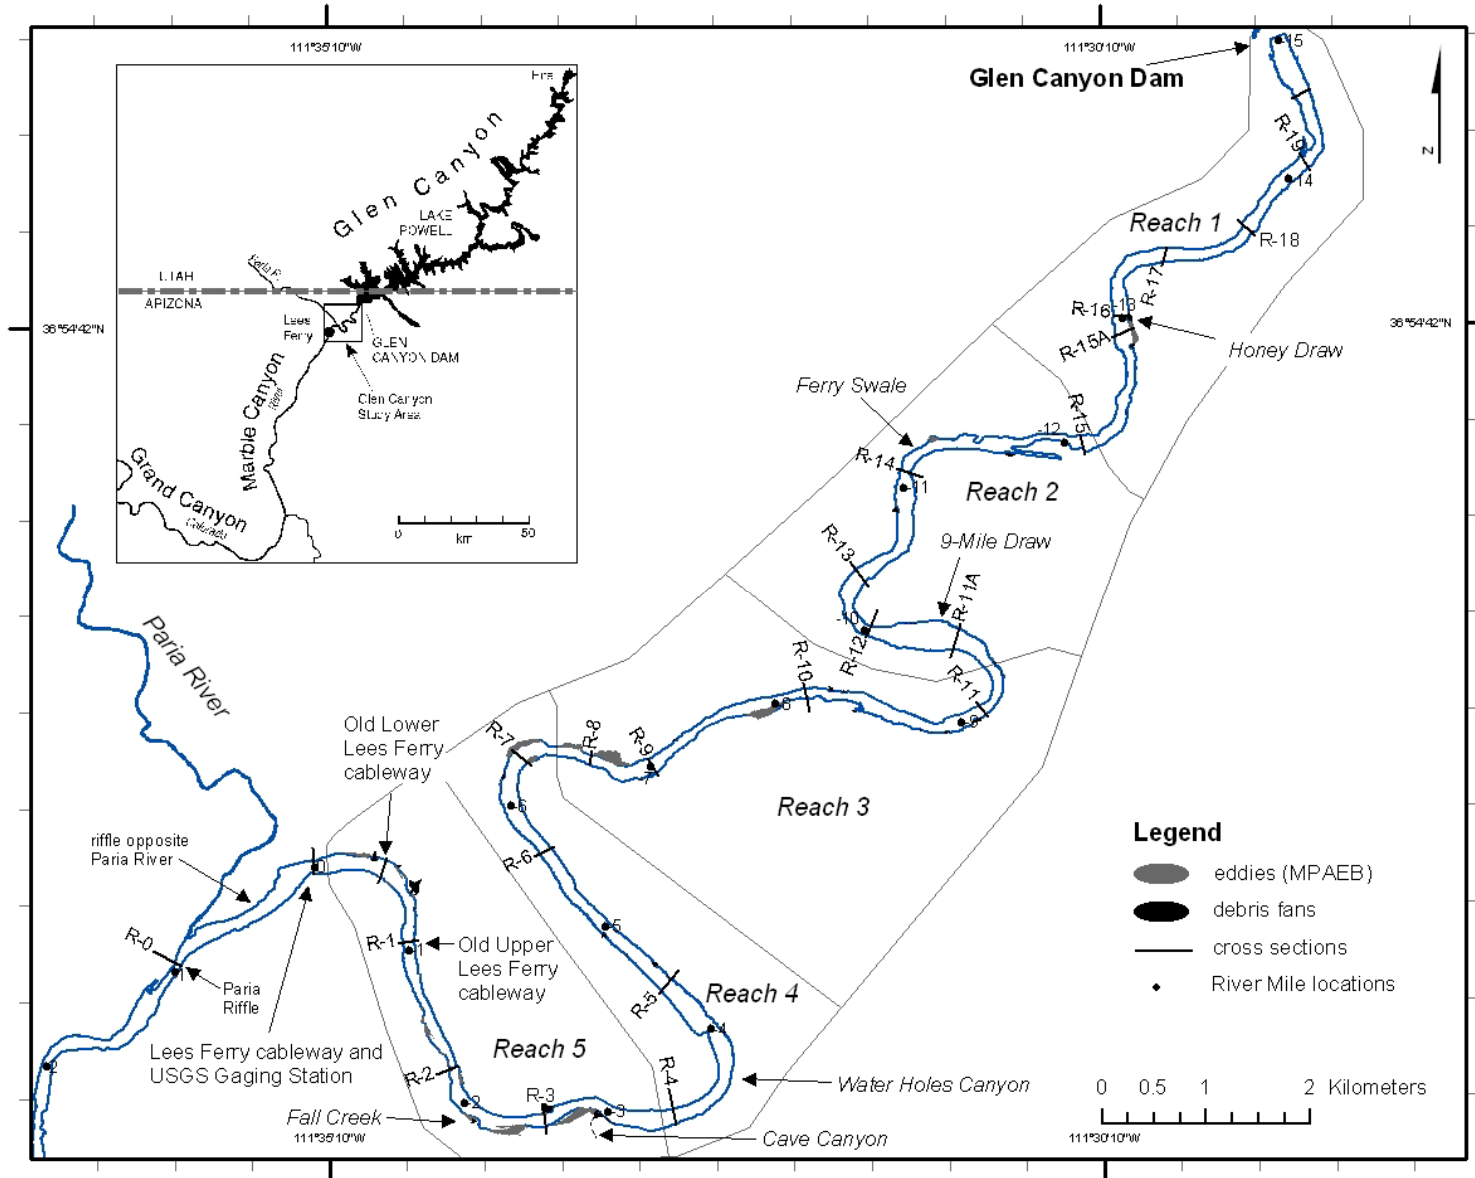 111°35'10"W
111°30'10"W
Glen Canyon Dam
-15
R-19
14
Reach 1
R-18
R-17
R-16
-13
R-15A
Honey Draw
36°54'42"N
36°54'42"N
N
Glen Canyon
LAKE
POWELL
Paria R.
UTAH
ARIZONA
Lees
Ferry
GLEN
CANYON DAM
Glen Canyon
Study Area
Marble Canyon
River
Grand Canyon
Colorado
0
50
km
Ferry Swale
R-15
-12
R-14
-11
Reach 2
R-13
9-Mile Draw
R-11A
-10
R-12
R-11
-9
R-10
-8
Paria River
Old Lower
Lees Ferry
cableway
R-7
R-8
R-9
-7
-6
Reach 3
R-6
riffle opposite
Paria River
0
R-0
1
Paria
Riffle
R-1
-1
Old Upper
Lees Ferry
cableway
-5
R-5
Reach 4
-4
Lees Ferry cableway and
USGS Gaging Station
2
Reach 5
R-2
-2
R-3
-3
R-4
Water Holes Canyon
Fall Creek
Cave Canyon
Legend
eddies (MPAEB)
debris fans
cross sections
River Mile locations
0 0.5 1 2 Kilometers
111°35'10"W
111°30'10"W